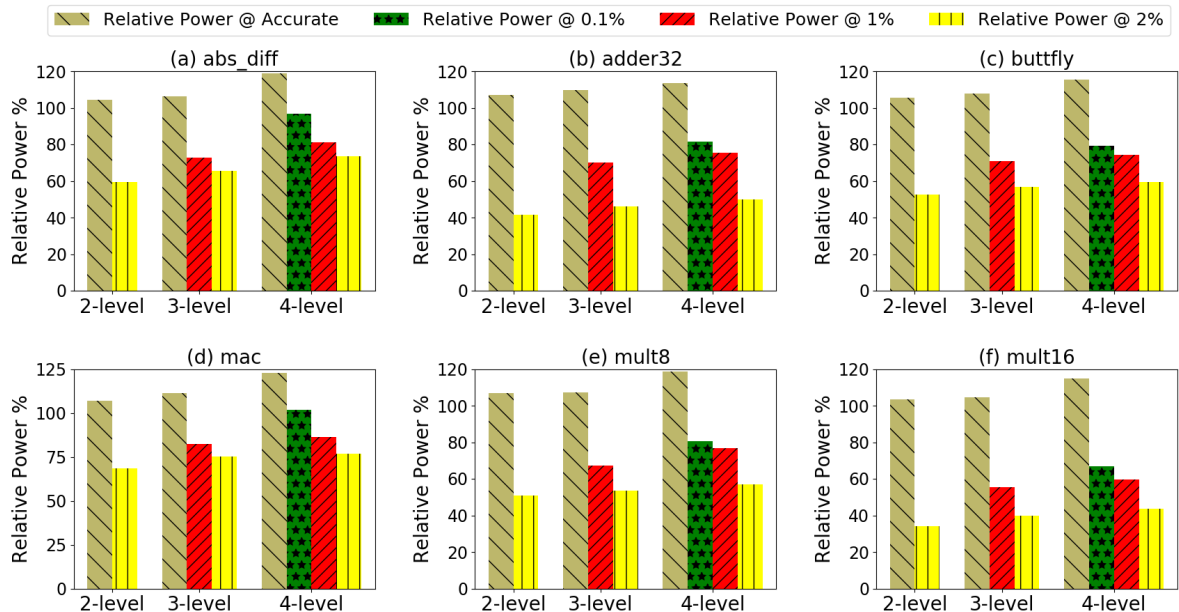 Relative Power @ Accurate Relative Power @ 0.1% Relative Power @ 1% Relative Power @ 2%
(a) abs_diff
Relative Power %
120
100
80
60
40
20
0
2-level 3-level 4-level
(b) adder32
Relative Power %
120
100
80
60
40
20
0
2-level 3-level 4-level
(c) buttfly
Relative Power %
120
100
80
60
40
20
0
2-level 3-level 4-level
(d) mac
Relative Power %
125
100
75
50
25
0
2-level 3-level 4-level
(e) mult8
Relative Power %
120
100
80
60
40
20
0
2-level 3-level 4-level
(f) mult16
Relative Power %
120
100
80
60
40
20
0
2-level 3-level 4-level